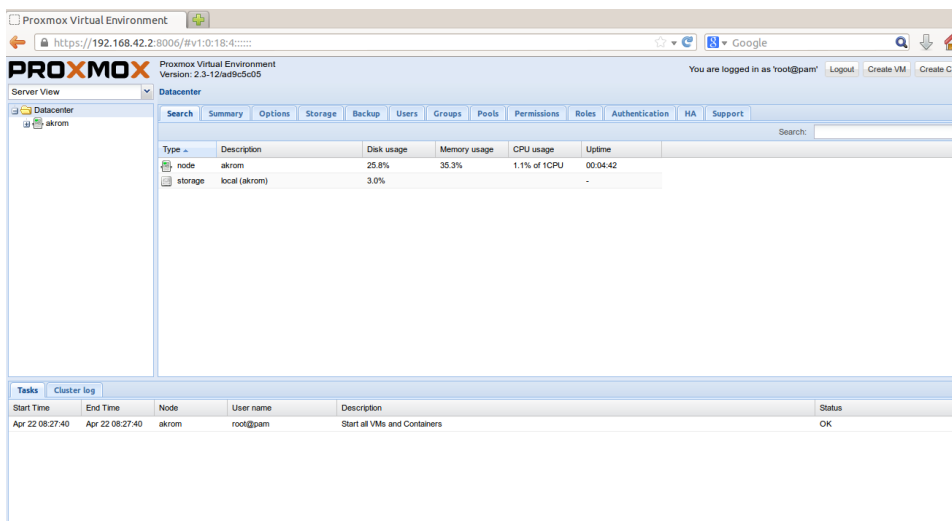 Proxmox Virtual Environment
https://192.168.42.2:8006/#v1:0:18:4::::::
Google
PROXMOX
Proxmox Virtual Environment
Version: 2.3-12/ad9c5c05
You are logged in as 'root@pam' Logout Create VM Create C
Server View
Datacenter
Datacenter
akrom
Search Summary Options Storage Backup Users Groups Pools Permissions Roles Authentication HA Support
Search:
Type Description Disk usage Memory usage CPU usage Uptime
node akrom 25.8% 35.3% 1.1% of 1CPU 00:04:42
storage local (akrom) 3.0% -
Tasks Cluster log
Start Time End Time Node User name Description Status
Apr 22 08:27:40 Apr 22 08:27:40 akrom root@pam Start all VMs and Containers OK